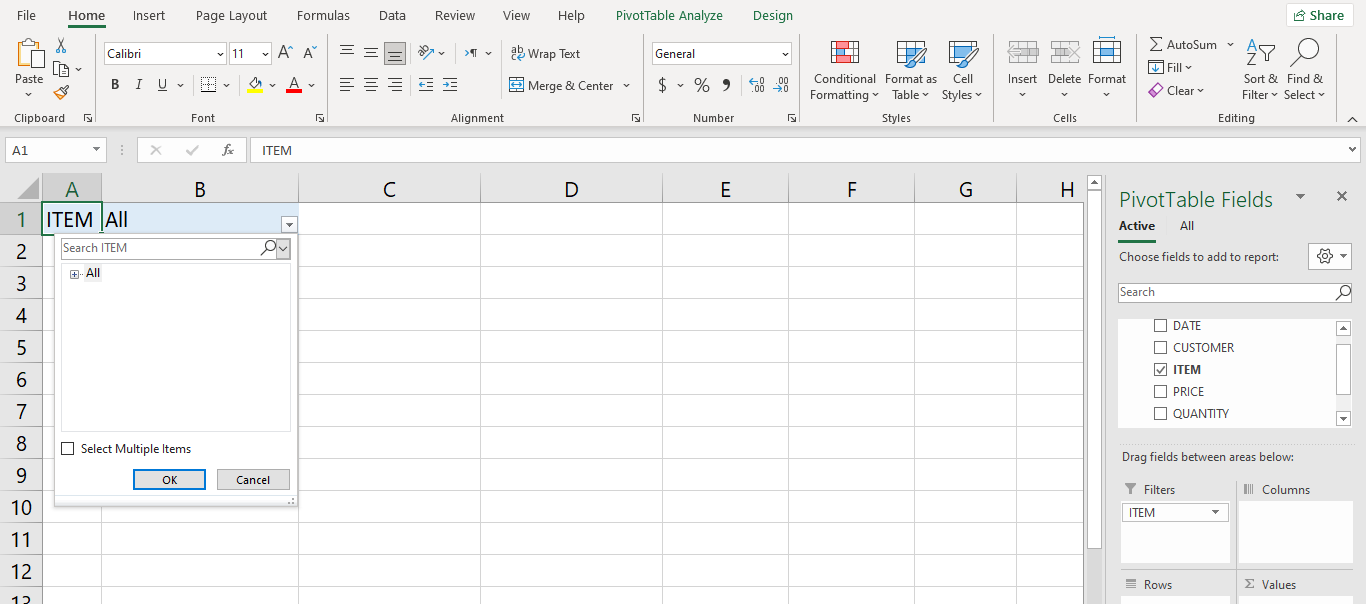 File Home Insert Page Layout Formulas Data Review View Help PivotTable Analyze Design Share
Paste
Calibri 11
B I U A
ab Wrap Text
Merge & Center
General
$ % 9 .00
Conditional Formatting
Format as Table
Cell Styles
Insert Delete Format
AutoSum
Fill
Clear
Sort & Filter
Find & Select
Clipboard Font Alignment Number Styles Cells Editing
A1 fx ITEM
A B C D E F G H
1 ITEM All
2
3
4
5
6
7
8
9
10
11
12
13
Search ITEM
All
Select Multiple Items
OK Cancel
PivotTable Fields
Active All
Choose fields to add to report:
Search
DATE
CUSTOMER
ITEM
PRICE
QUANTITY
Drag fields between areas below:
Filters Columns
ITEM
Rows Σ Values